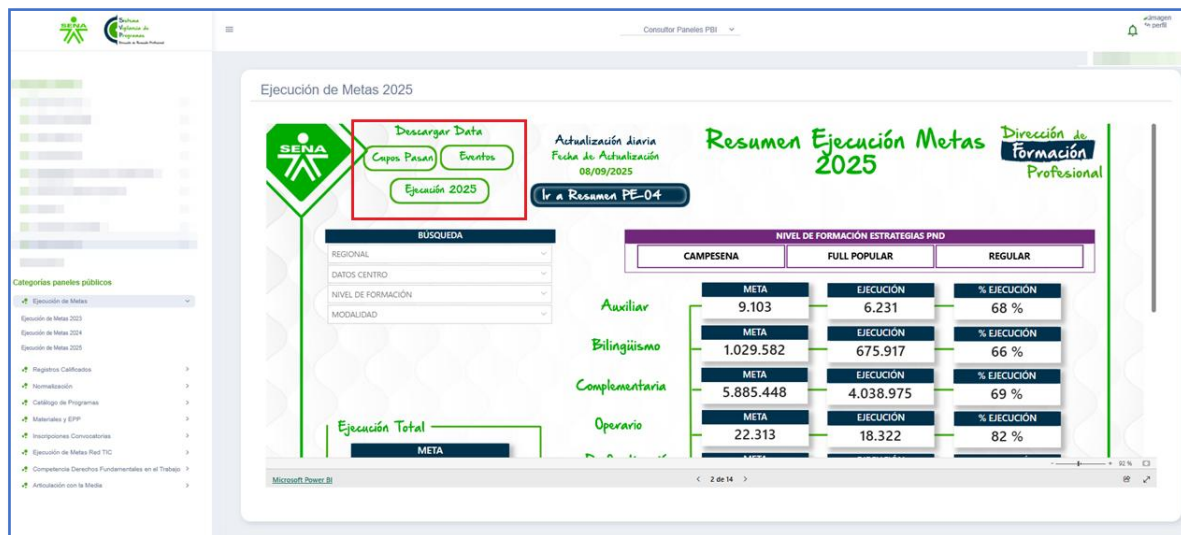 SENA
Sistema
Vigilancia de
Programas
Consultor Paneles PBI
Imagen
de perfil
Categorías paneles públicos
Ejecución de Metas
Ejecución de Metas 2023
Ejecución de Metas 2024
Ejecución de Metas 2025
Registros Calificados
Normalización
Catálogo de Programas
Materiales y EPP
Inscripciones Convocatorias
Ejecución de Metas Red TIC
Competencia Derechos Fundamentales en el Trabajo
Articulación con la Media
Ejecución de Metas 2025
SENA
Descargar Data
Cupos Pasan
Eventos
Ejecución 2025
Actualización diaria
Fecha de Actualización
08/09/2025
Ir a Resumen PE-04
Resumen Ejecución Metas
2025
Dirección de
Formación
Profesional
BÚSQUEDA
REGIONAL
DATOS CENTRO
NIVEL DE FORMACIÓN
MODALIDAD
NIVEL DE FORMACIÓN ESTRATEGIAS PND
CAMPESENA FULL POPULAR REGULAR
META EJECUCIÓN % EJECUCIÓN
Auxiliar 9.103 6.231 68 %
META EJECUCIÓN % EJECUCIÓN
Bilingüismo 1.029.582 675.917 66 %
META EJECUCIÓN % EJECUCIÓN
Complementaria 5.885.448 4.038.975 69 %
META EJECUCIÓN % EJECUCIÓN
Operario 22.313 18.322 82 %
Ejecución Total
META
Microsoft Power BI
2 de 14
92 %